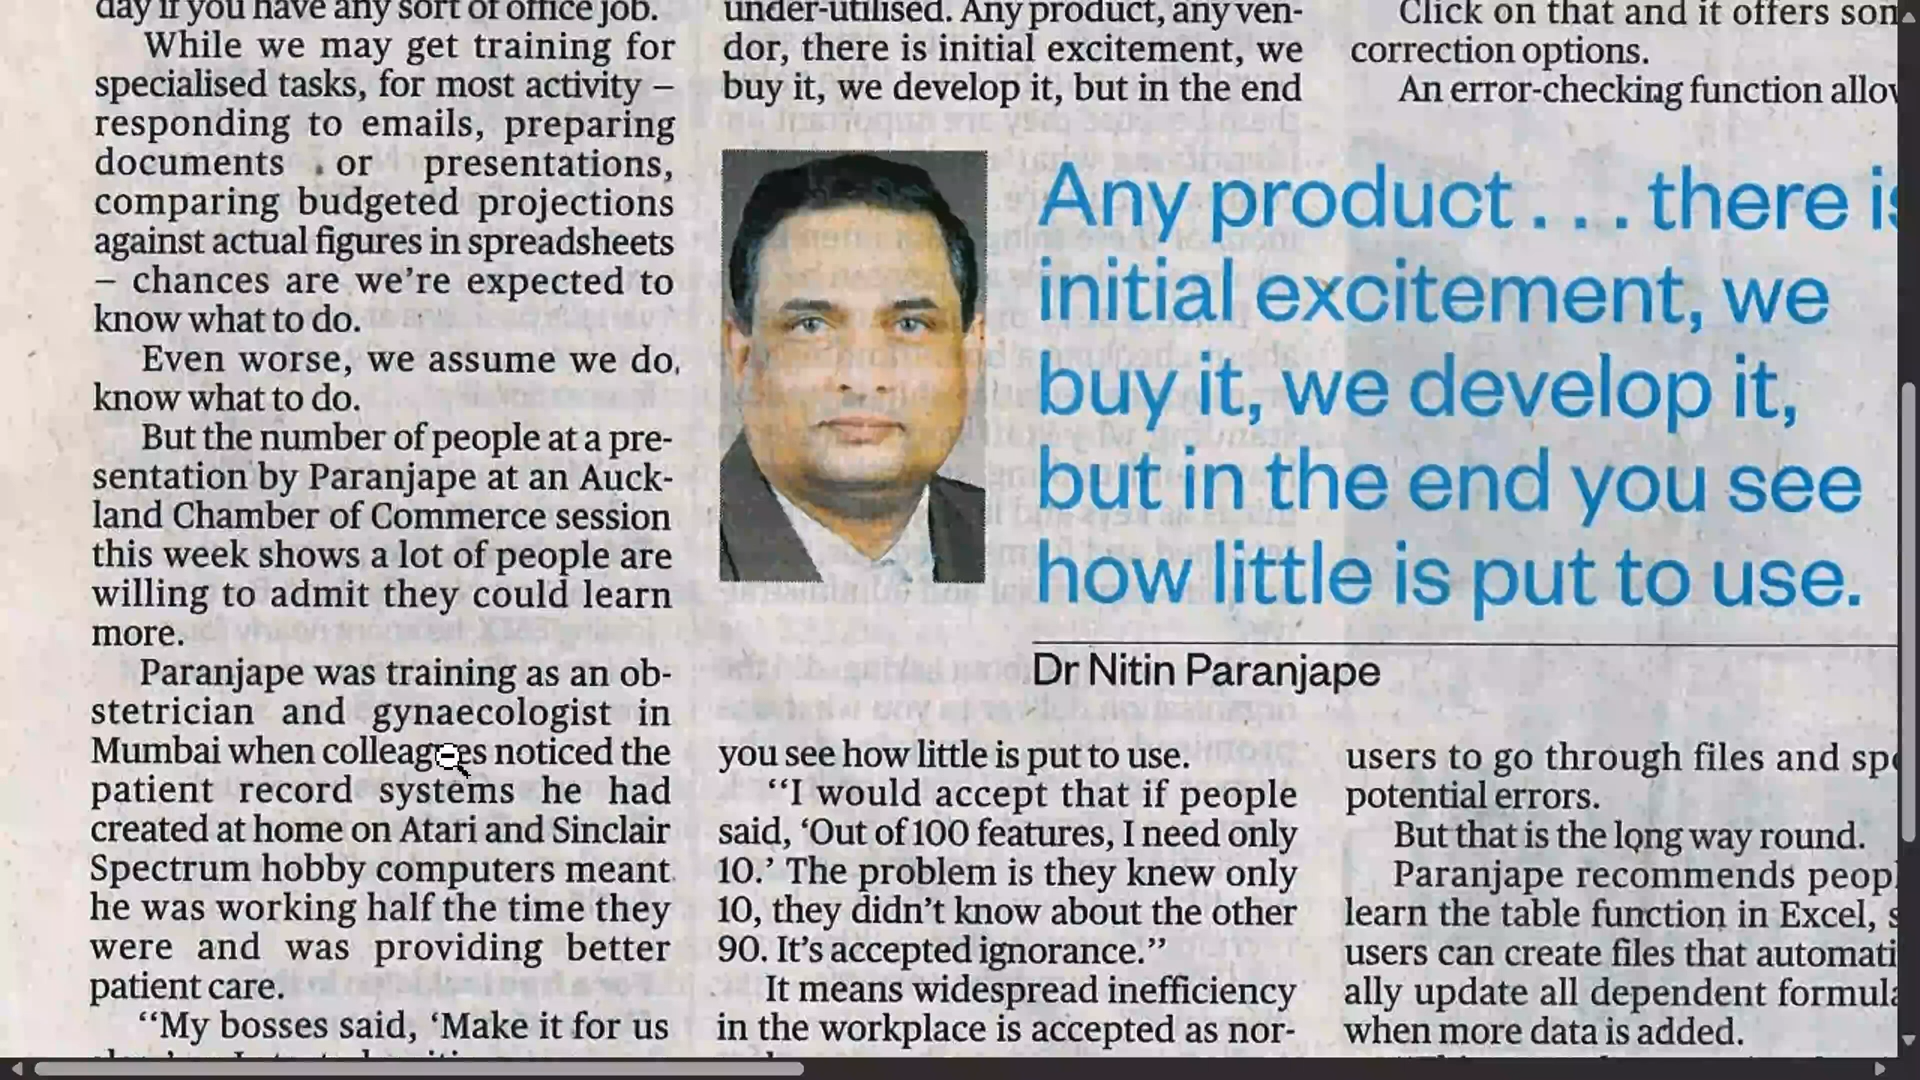 day if you have any sort of office job.
While we may get training for
specialised tasks, for most activity –
responding to emails, preparing
documents or presentations,
comparing budgeted projections
against actual figures in spreadsheets
– chances are we’re expected to
know what to do.
Even worse, we assume we do,
know what to do.
But the number of people at a pre-
sentation by Paranjape at an Auck-
land Chamber of Commerce session
this week shows a lot of people are
willing to admit they could learn
more.
Paranjape was training as an ob-
stetrician and gynaecologist in
Mumbai when colleagues noticed the
patient record systems he had
created at home on Atari and Sinclair
Spectrum hobby computers meant
he was working half the time they
were and was providing better
patient care.
“My bosses said, ‘Make it for us
under-utilised. Any product, any ven-
dor, there is initial excitement, we
buy it, we develop it, but in the end
Any product . . . there is
initial excitement, we
buy it, we develop it,
but in the end you see
how little is put to use.
Dr Nitin Paranjape
you see how little is put to use.
“I would accept that if people
said, ‘Out of 100 features, I need only
10.’ The problem is they knew only
10, they didn’t know about the other
90. It’s accepted ignorance.”
It means widespread inefficiency
in the workplace is accepted as nor-
Click on that and it offers
correction options.
An error-checking function
users to go through files and
potential errors.
But that is the long way round.
Paranjape recommends
learn the table function in Excel,
users can create files that automati
ally update all dependent
when more data is added.